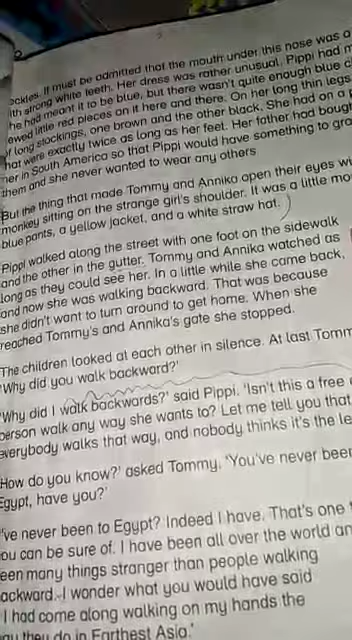 eckles. It must be admitted that the mouth under this nose was a
ith strong white teeth. Her dress was rather unusual. Pippi had m
he had meant it to be blue, but there wasn't quite enough blue c
ewed little red pieces on it here and there. On her long thin legs
f long stockings, one brown and the other black. She had on a p
hat were exactly twice as long as her feet. Her father had bough
her in South America so that Pippi would have something to gro
them and she never wanted to wear any others
But the thing that made Tommy and Annika open their eyes wi
monkey sitting on the strange girl's shoulder. It was a little mo
blue pants, a yellow jacket, and a white straw hat.
Pippi walked along the street with one foot on the sidewalk
and the other in the gutter. Tommy and Annika watched as
long as they could see her. In a little while she came back,
and now she was walking backward. That was because
she didn't want to turn around to get home. When she
reached Tommy's and Annika's gate she stopped.
The children looked at each other in silence. At last Tomm
'Why did you walk backward?'
'Why did I walk backwards?' said Pippi. 'Isn't this a free
person walk any way she wants to? Let me tell you that
everybody walks that way, and nobody thinks it's the le
How do you know?' asked Tommy. 'You've never been
Egypt, have you?'
've never been to Egypt? Indeed I have. That's one
ou can be sure of. I have been all over the world an
een many things stranger than people walking
ackward. I wonder what you would have said
I had come along walking on my hands the
ay they do in Farthest Asia.'